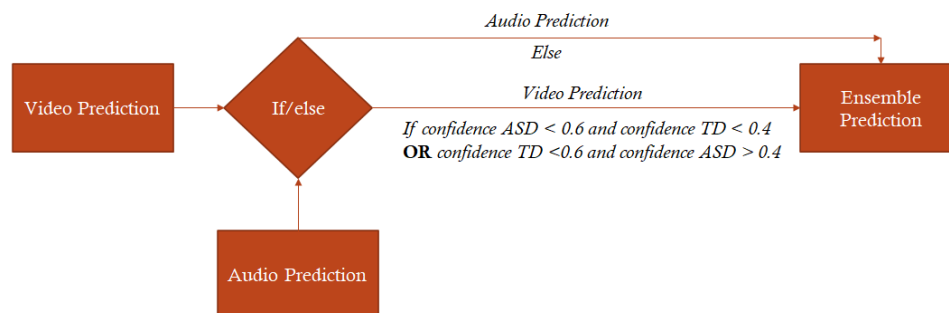 Audio Prediction
Else
Video Prediction
If/else
Video Prediction
Ensemble
Prediction
If confidence ASD < 0.6 and confidence TD < 0.4
OR confidence TD <0.6 and confidence ASD > 0.4
Audio Prediction